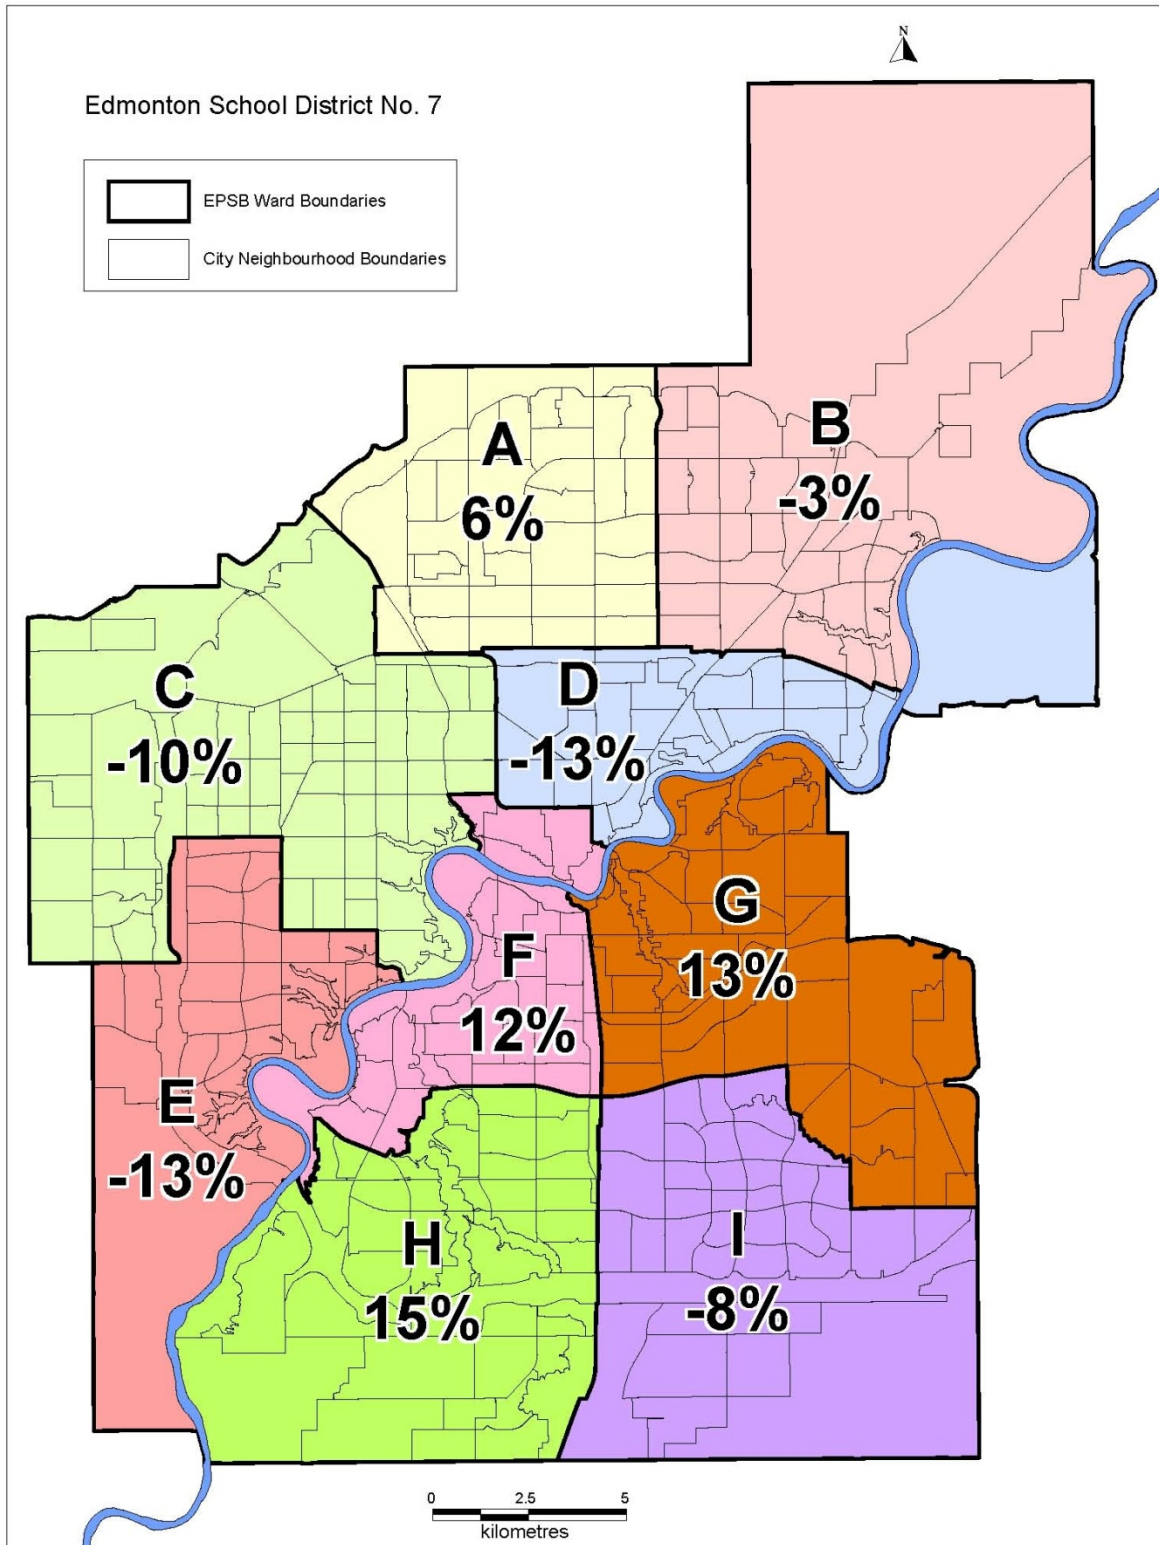 N
Edmonton School District No. 7
EPSB Ward Boundaries
City Neighbourhood Boundaries
A
6%
B
-3%
C
-10%
D
-13%
E
-13%
F
12%
G
13%
H
15%
I
-8%
0 2.5 5
kilometres